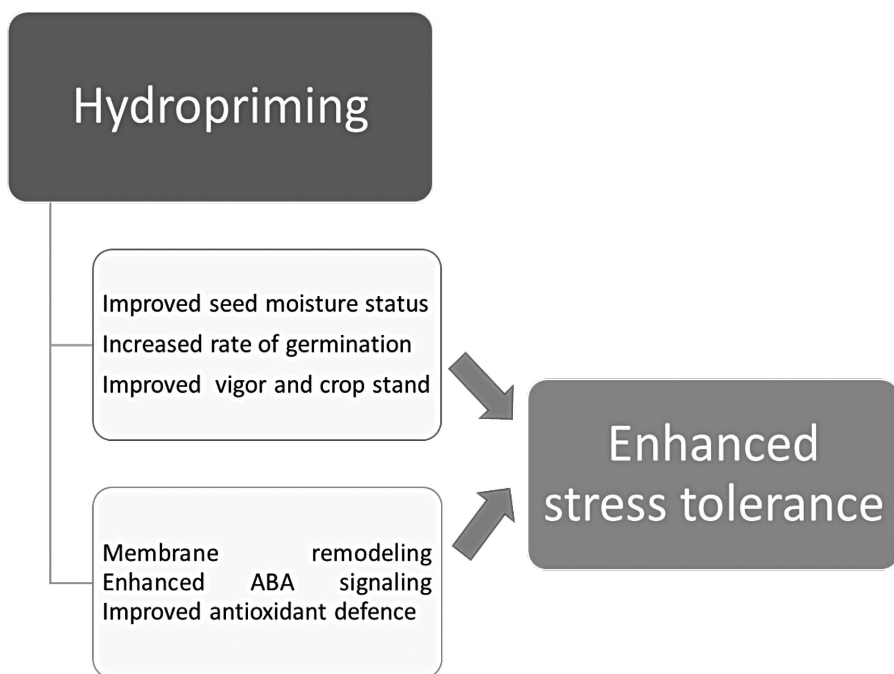 Hydropriming
Improved seed moisture status
Increased rate of germination
Improved vigor and crop stand
Membrane remodeling
Enhanced ABA signaling
Improved antioxidant defence
Enhanced
stress tolerance